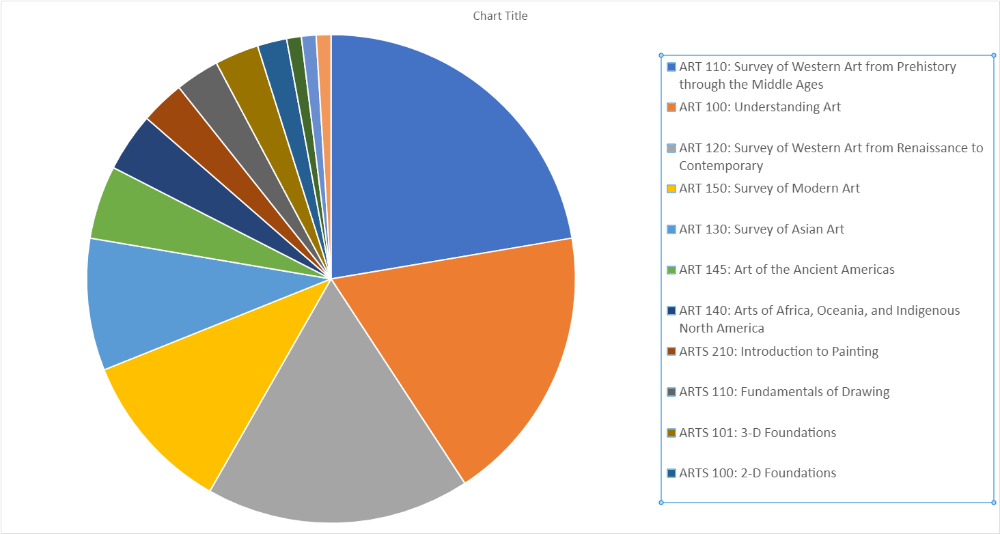 Chart Title
ART 110: Survey of Western Art from Prehistory
through the Middle Ages
ART 100: Understanding Art
ART 120: Survey of Western Art from Renaissance to
Contemporary
ART 150: Survey of Modern Art
ART 130: Survey of Asian Art
ART 145: Art of the Ancient Americas
ART 140: Arts of Africa, Oceania, and Indigenous
North America
ARTS 210: Introduction to Painting
ARTS 110: Fundamentals of Drawing
ARTS 101: 3-D Foundations
ARTS 100: 2-D Foundations